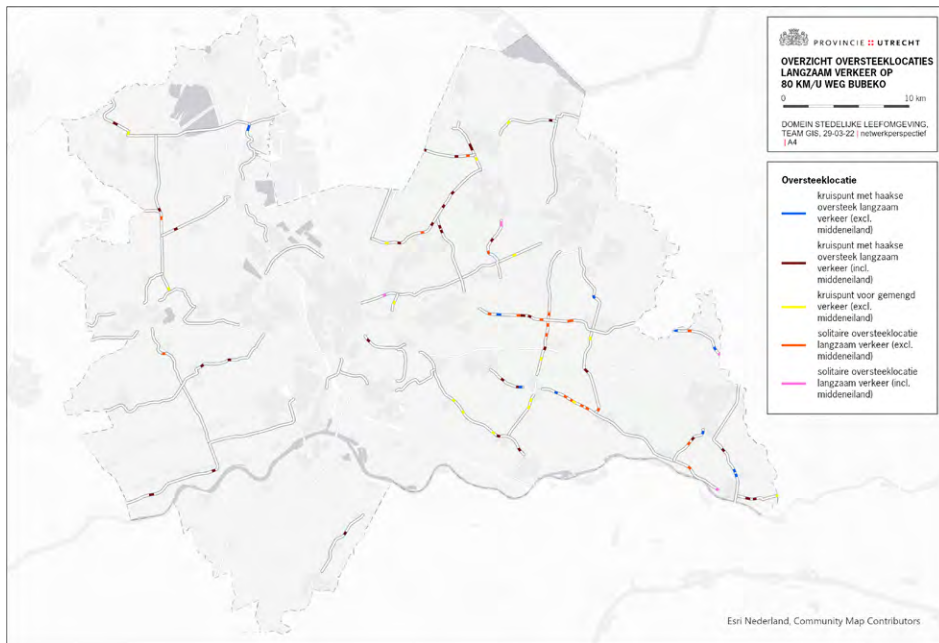 PROVINCIE UTRECHT
OVERZICHT OVERSTEEKLOCATIES
LANGZAAM VERKEER OP
80 KM/U WEG BUBEKO
0 10 km
DOMEIN STEDELIJKE LEEFOMGEVING,
TEAM GIS, 29-03-22 | netwerkperspectief
| A4
Oversteeklocatie
kruispunt met haakse
oversteek langzaam
verkeer (excl.
middeneiland)
kruispunt met haakse
oversteek langzaam
verkeer (incl.
middeneiland)
kruispunt voor gemengd
verkeer (excl.
middeneiland)
solitaire oversteeklocatie
langzaam verkeer (excl.
middeneiland)
solitaire oversteeklocatie
langzaam verkeer (incl.
middeneiland)
Esri Nederland, Community Map Contributors